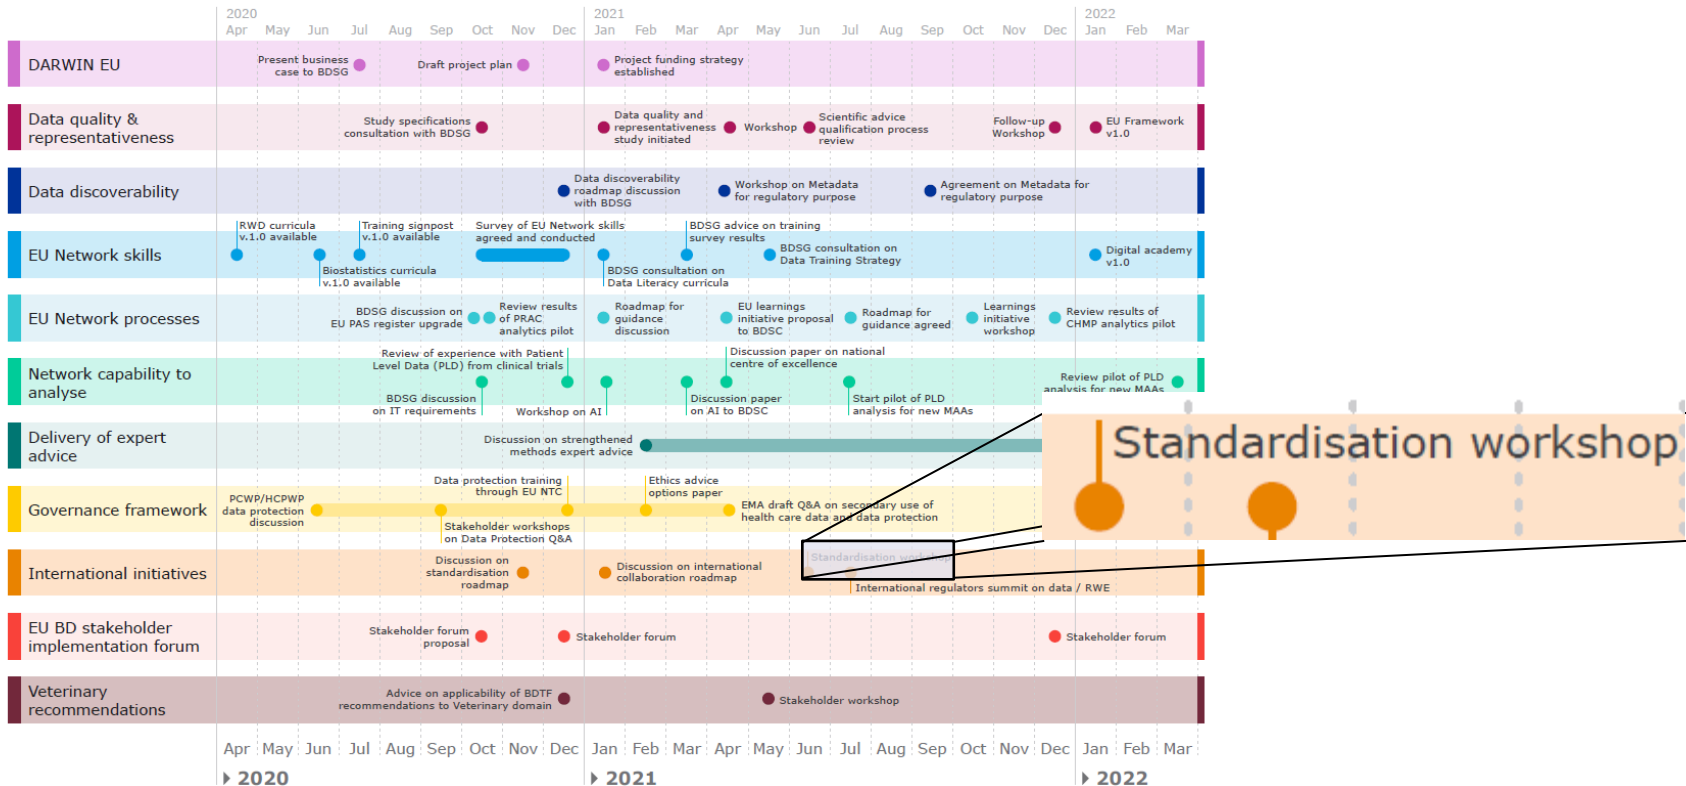 2020 2021 2022
Apr May Jun Jul Aug Sep Oct Nov Dec Jan Feb Mar Apr May Jun Jul Aug Sep Oct Nov Dec Jan Feb Mar
DARWIN EU
Present business
case to BDSG
Draft project plan
Project funding strategy
established
Data quality &
representativeness
Study specifications
consultation with BDSG
Data quality and
representativeness
study initiated
Workshop
Scientific advice
qualification process
review
Follow-up
Workshop
EU Framework
v1.0
Data discoverability
Data discoverability
roadmap discussion
with BDSG
Workshop on Metadata
for regulatory purpose
Agreement on Metadata for
regulatory purpose
EU Network skills
RWD curricula
v.1.0 available
Biostatistics curricula
v.1.0 available
Training signpost
v.1.0 available
Survey of EU Network skills
agreed and conducted
BDSG consultation on
Data Literacy curricula
BDSG advice on training
survey results
BDSG consultation on
Data Training Strategy
Digital academy
v1.0
EU Network processes
BDSG discussion on
EU PAS register upgrade
Review results
of PRAC
analytics pilot
Roadmap for
guidance
discussion
EU learnings
initiative proposal
to BDSC
Roadmap for
guidance agreed
Learnings
initiative
workshop
Review results of
CHMP analytics pilot
Network capability to
analyse
BDSG discussion
on IT requirements
Review of experience with Patient
Level Data (PLD) from clinical trials
Workshop on AI
Discussion paper
on AI to BDSC
Discussion paper on national
centre of excellence
Start pilot of PLD
analysis for new MAAs
Review pilot of PLD
analysis for new MAAs
Delivery of expert
advice
Discussion on strengthened
methods expert advice
Standardisation workshop
Governance framework
PCWP/HCPWP
data protection
discussion
Stakeholder workshops
on Data Protection Q&A
Data protection training
through EU NTC
Ethics advice
options paper
EMA draft Q&A on secondary use of
health care data and data protection
International initiatives
Discussion on
standardisation
roadmap
Discussion on international
collaboration roadmap
Standardisation workshop
International regulators summit on data / RWE
EU BD stakeholder
implementation forum
Stakeholder forum
proposal
Stakeholder forum
Stakeholder forum
Veterinary
recommendations
Advice on applicability of BDTF
recommendations to Veterinary domain
Stakeholder workshop
Apr May Jun Jul Aug Sep Oct Nov Dec Jan Feb Mar Apr May Jun Jul Aug Sep Oct Nov Dec Jan Feb Mar
2020 2021 2022